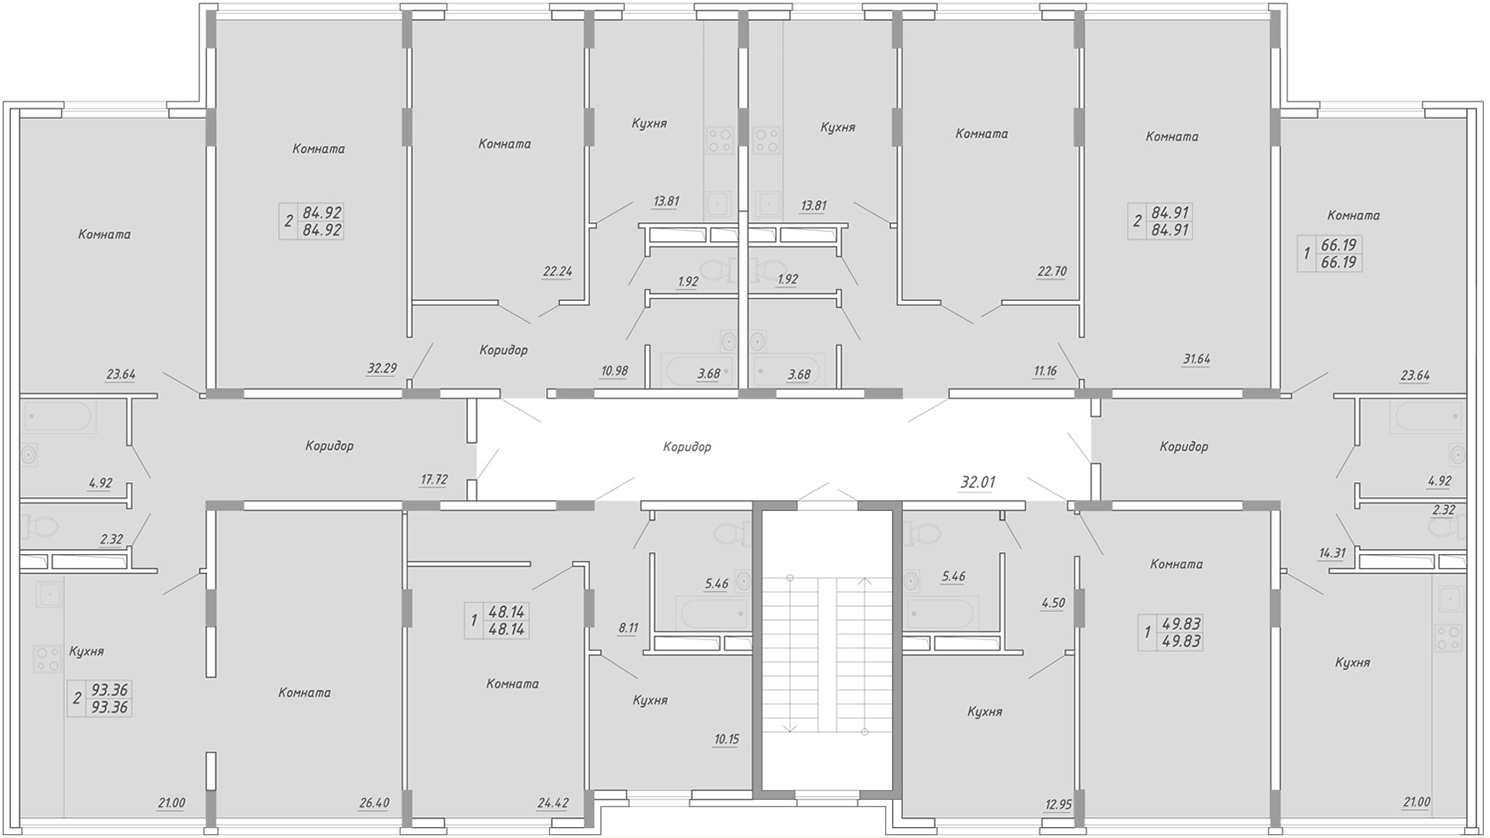 Комната
23.64
4.92
2.32
Кухня
2
93.36
93.36
21.00
Комната
2
84.92
84.92
32.29
Коридор
17.72
Комната
26.40
Комната
22.24
Кухня
13.81
1.92
Коридор
10.98
3.68
1
48.14
48.14
Комната
24.42
5.46
8.11
Кухня
10.15
Коридор
32.01
Кухня
13.81
1.92
3.68
Комната
22.70
11.16
Комната
2
84.91
84.91
31.64
Комната
1
66.19
66.19
23.64
Коридор
4.92
2.32
14.31
Кухня
21.00
5.46
4.50
Кухня
12.95
Комната
1
49.83
49.83